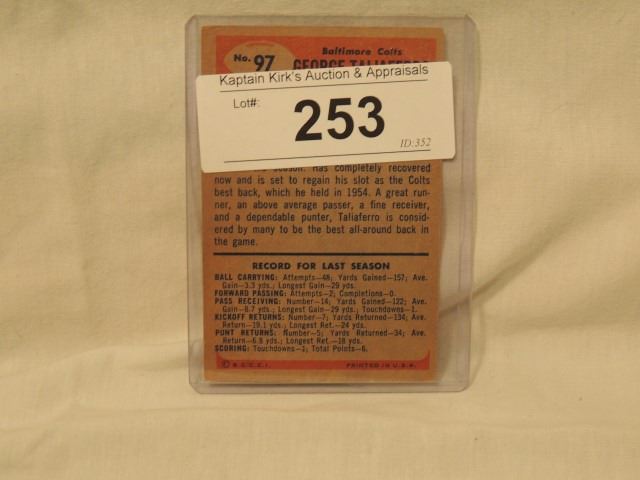 No. 97
Baltimore Colts
GEORGE TALIAFERRO
Kaptain Kirk's Auction & Appraisals
Lot#:
253
ID:352
season. Has completely recovered
now and is set to regain his slot as the Colts
best back, which he held in 1954. A great run-
ner, an above average passer, a fine receiver,
and a dependable punter, Taliaferro is consid-
ered by many to be the best all-around back in
the game.
RECORD FOR LAST SEASON
BALL CARRYING: Attempts—48; Yards Gained—157; Ave.
Gain—3.3 yds.; Longest Gain—29 yds.
FORWARD PASSING: Attempts—2; Completions—0.
PASS RECEIVING: Number—14; Yards Gained—122; Ave.
Gain—8.7 yds.; Longest Gain—29 yds.; Touchdowns—1.
KICKOFF RETURNS: Number—7; Yards Returned—134; Ave.
Return—19.1 yds.; Longest Ret.—24 yds.
PUNT RETURNS: Number—5; Yards Returned—34; Ave.
Return—6.8 yds.; Longest Ret.—18 yds.
SCORING: Touchdowns—1; Total Points—6.
© B.G.C.I.
PRINTED IN U.S.A.